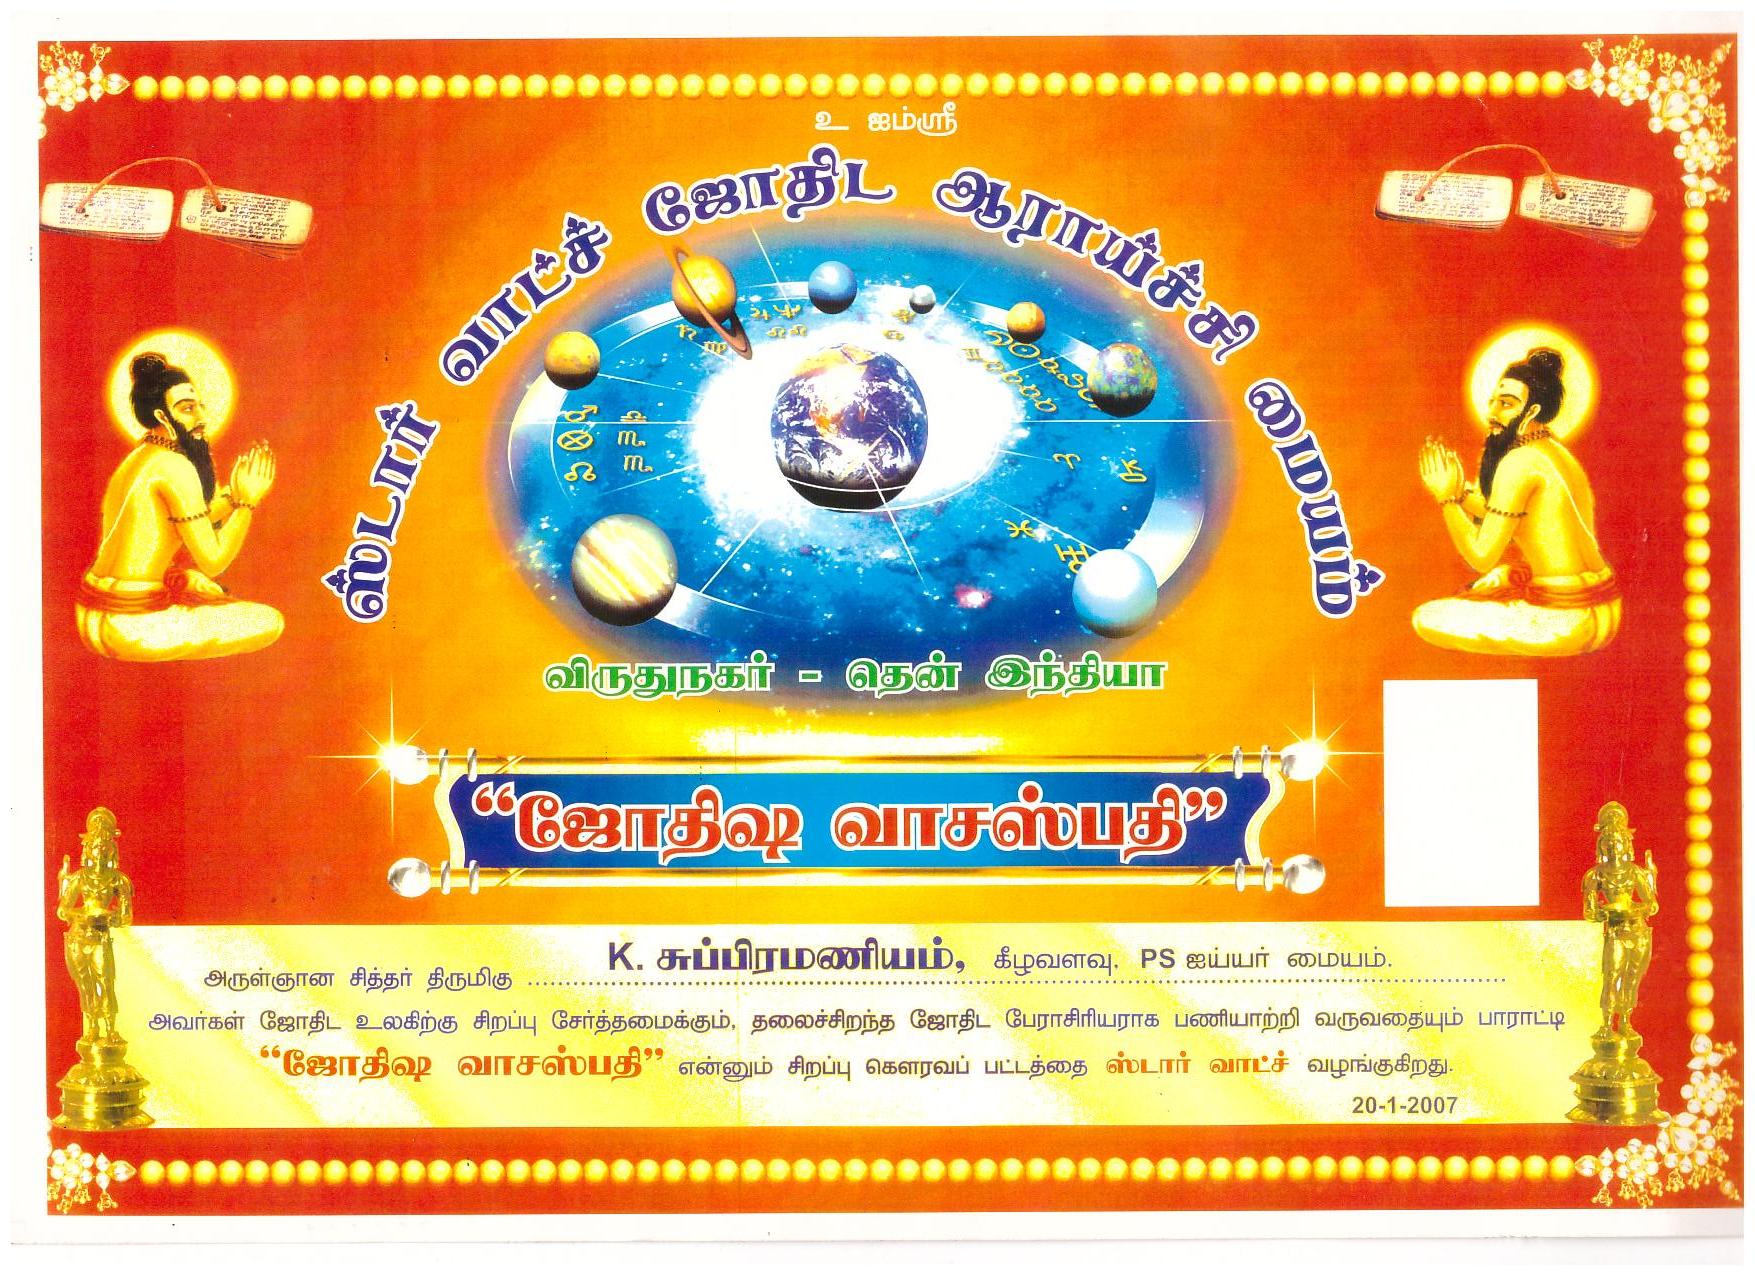 உ ஐம்ஸ்ரீ
ஸ்டார் வாட்ச் ஜோதிட ஆராய்ச்சி மையம்
விருதுநகர் - தென் இந்தியா
“ஜோதிஷ வாசஸ்பதி”
K. சுப்பிரமணியம், கீழவளவு, PS ஐய்யர் மையம்.
அருள்ஞான சித்தர் திருமிகு
அவர்கள் ஜோதிட உலகிற்கு சிறப்பு சேர்த்தமைக்கும், தலைச்சிறந்த ஜோதிட பேராசிரியராக பணியாற்றி வருவதையும் பாராட்டி
“ஜோதிஷ வாசஸ்பதி” என்னும் சிறப்பு கௌரவப் பட்டத்தை ஸ்டார் வாட்ச் வழங்குகிறது.
20-1-2007